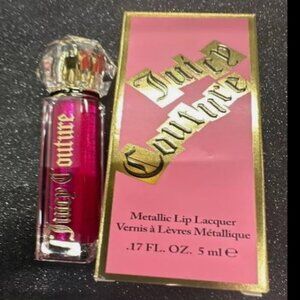 Juicy Couture
Juicy
Couture
Metallic Lip Lacquer
Vernis à Lèvres Métallique
.17 FL. OZ. 5 ml ℮